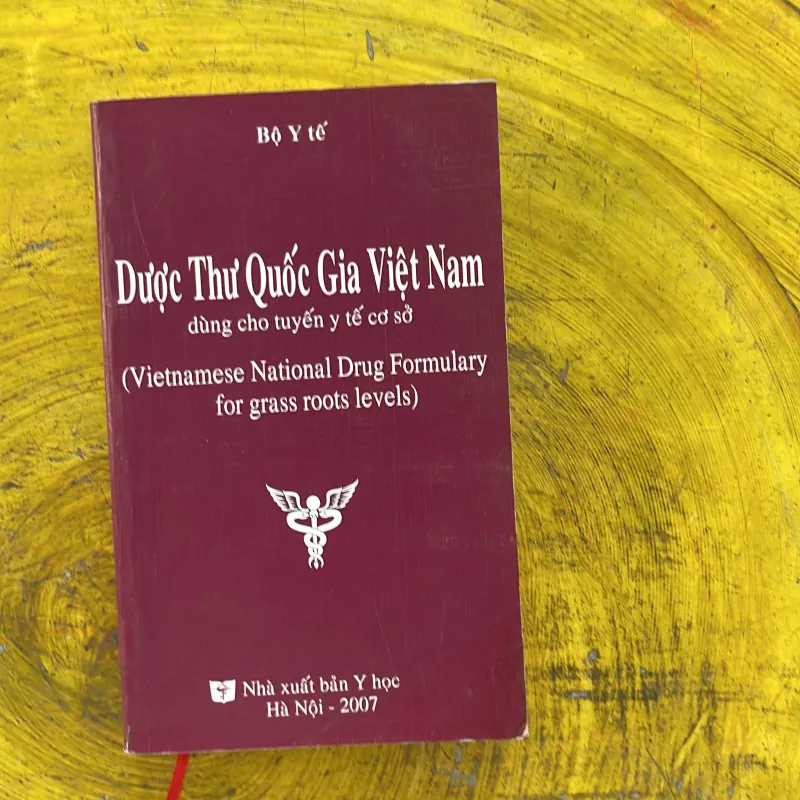 Bộ Y tế
Dược Thư Quốc Gia Việt Nam
dùng cho tuyến y tế cơ sở
(Vietnamese National Drug Formulary
for grass roots levels)
Nhà xuất bản Y học
Hà Nội - 2007